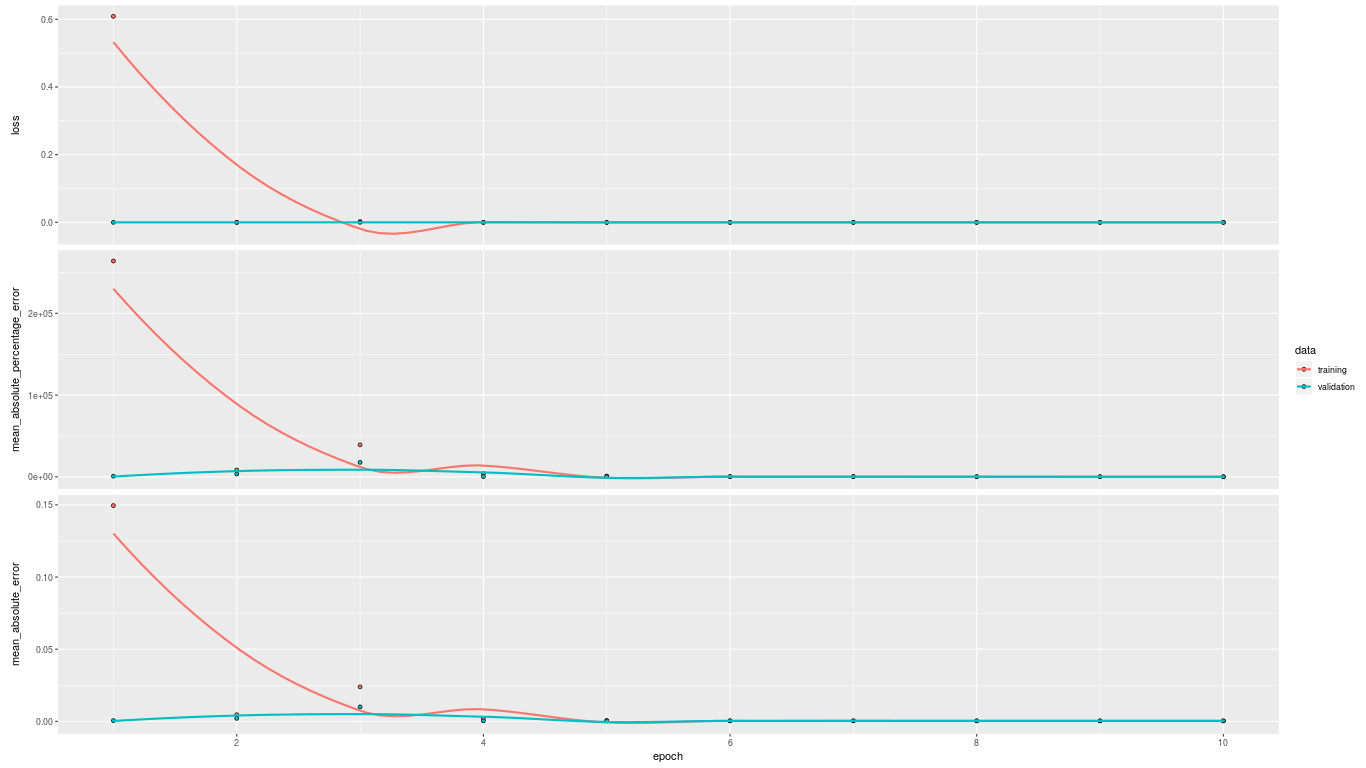 loss
0.6
0.4
0.2
0.0
mean_absolute_percentage_error
2e+05
1e+05
0e+00
mean_absolute_error
0.15
0.10
0.05
0.00
2
4
6
8
10
epoch
data
training
validation